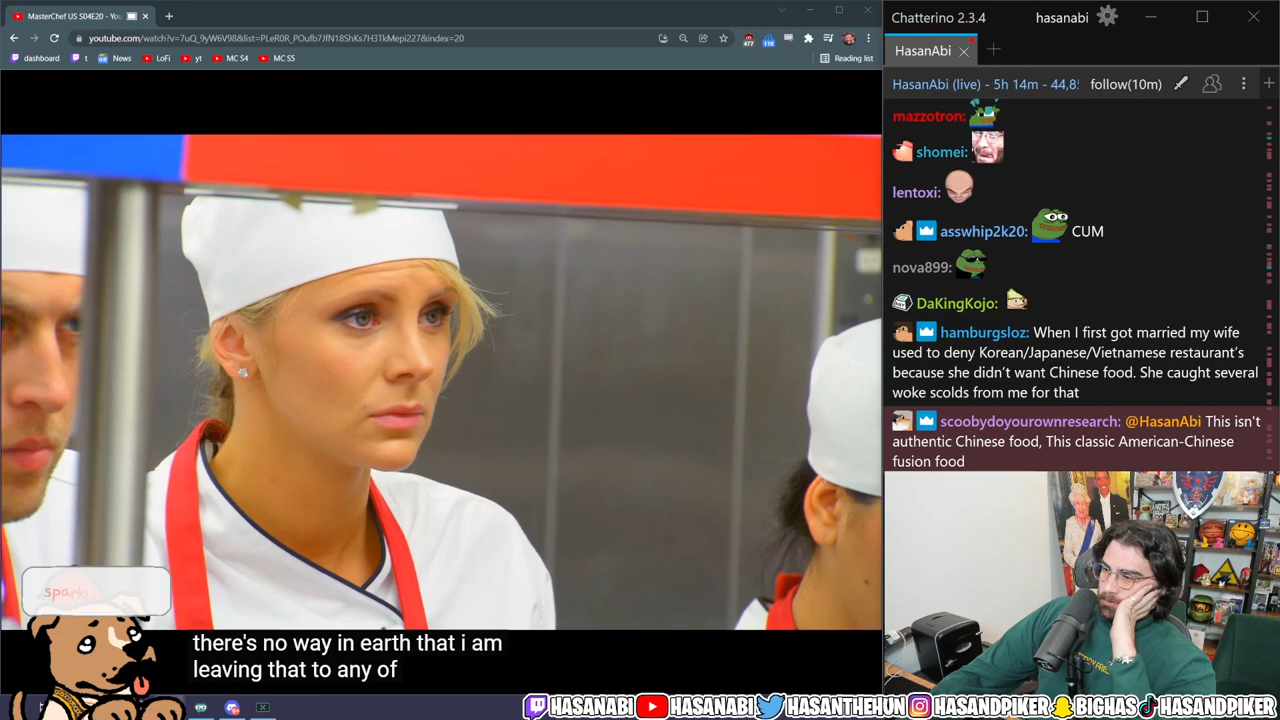 MasterChef US S04E20 - You
youtube.com/watch?v=7uQ_9yW6V98&list=PLeR0R_POufb7JfN18ShKs7H3TkMepi227&index=20
477
110
dashboard
t
News
LoFi
yt
MC S4
MC S5
Reading list
Chatterino 2.3.4
hasanabi
HasanAbi
HasanAbi (live) - 5h 14m - 44,8
follow(10m)
mazzotron:
shomei:
lentoxi:
asswhip2k20: CUM
nova899:
DaKingKojo:
hamburgsloz: When I first got married my wife
used to deny Korean/Japanese/Vietnamese restaurant’s
because she didn’t want Chinese food. She caught several
woke scolds from me for that
scoobydoyourownresearch: @HasanAbi This isn't
authentic Chinese food, This classic American-Chinese
fusion food
there's no way in earth that i am
leaving that to any of
HASANABI HASANABI HASANTHEHUN HASANDPIKER BIGHAS HASANDPIKER